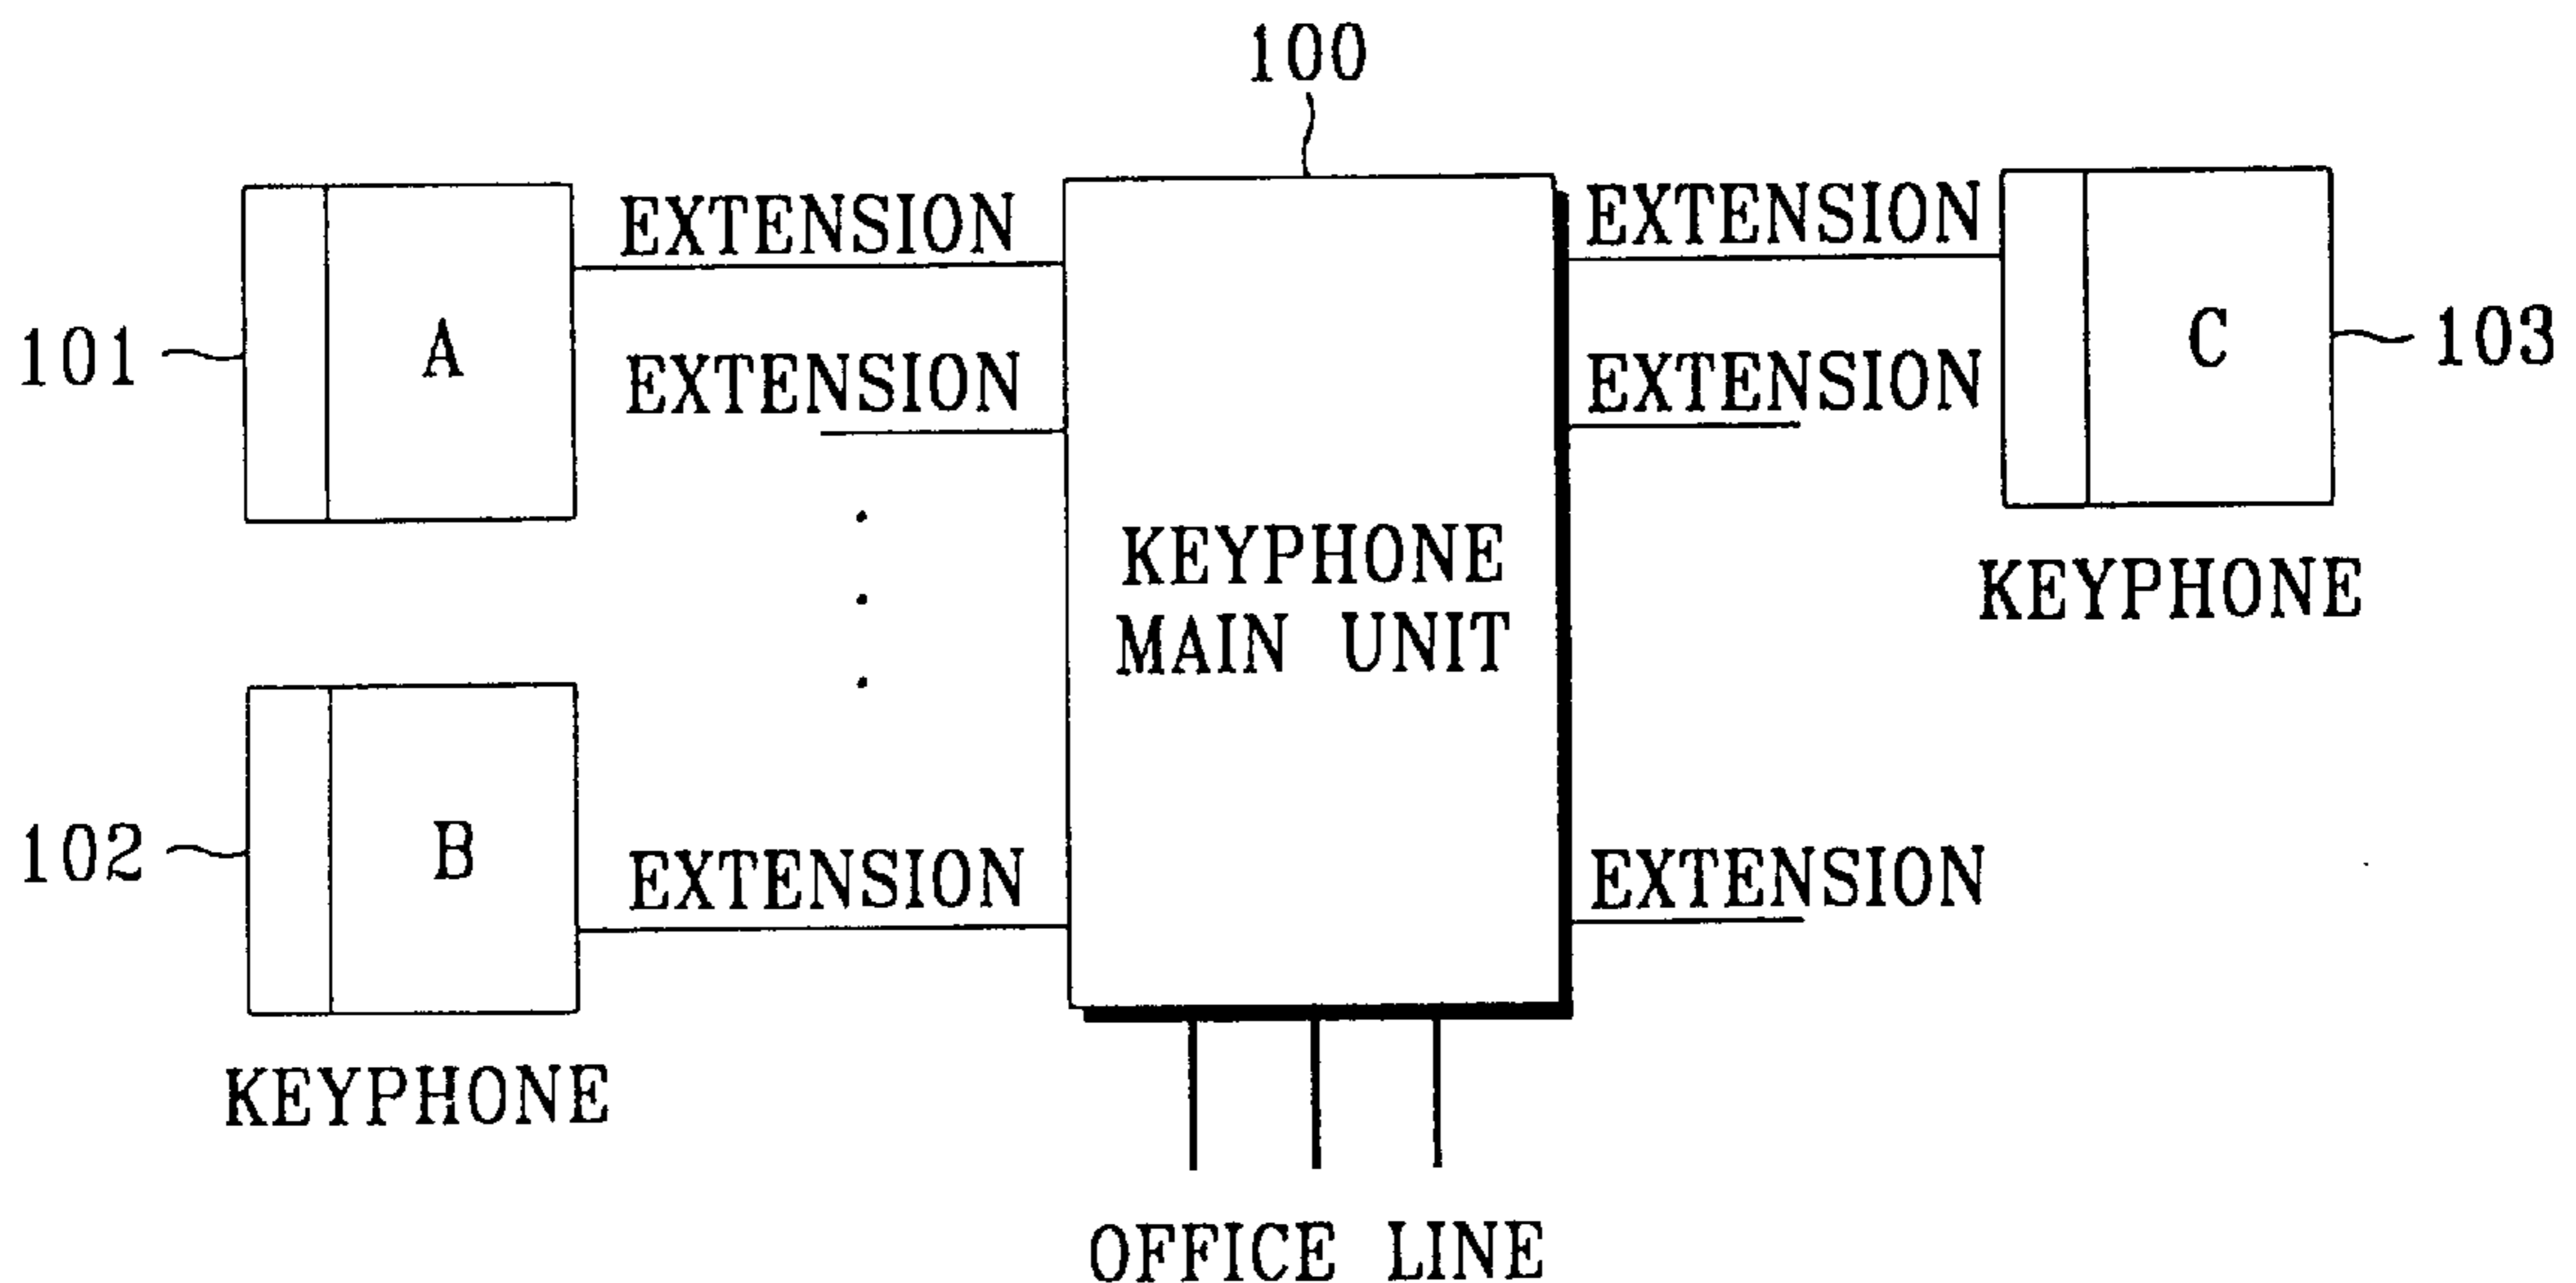 100
EXTENSION
EXTENSION
101
A
C
103
EXTENSION
EXTENSION
KEYPHONE
MAIN UNIT
KEYPHONE
102
B
EXTENSION
EXTENSION
KEYPHONE
OFFICE LINE